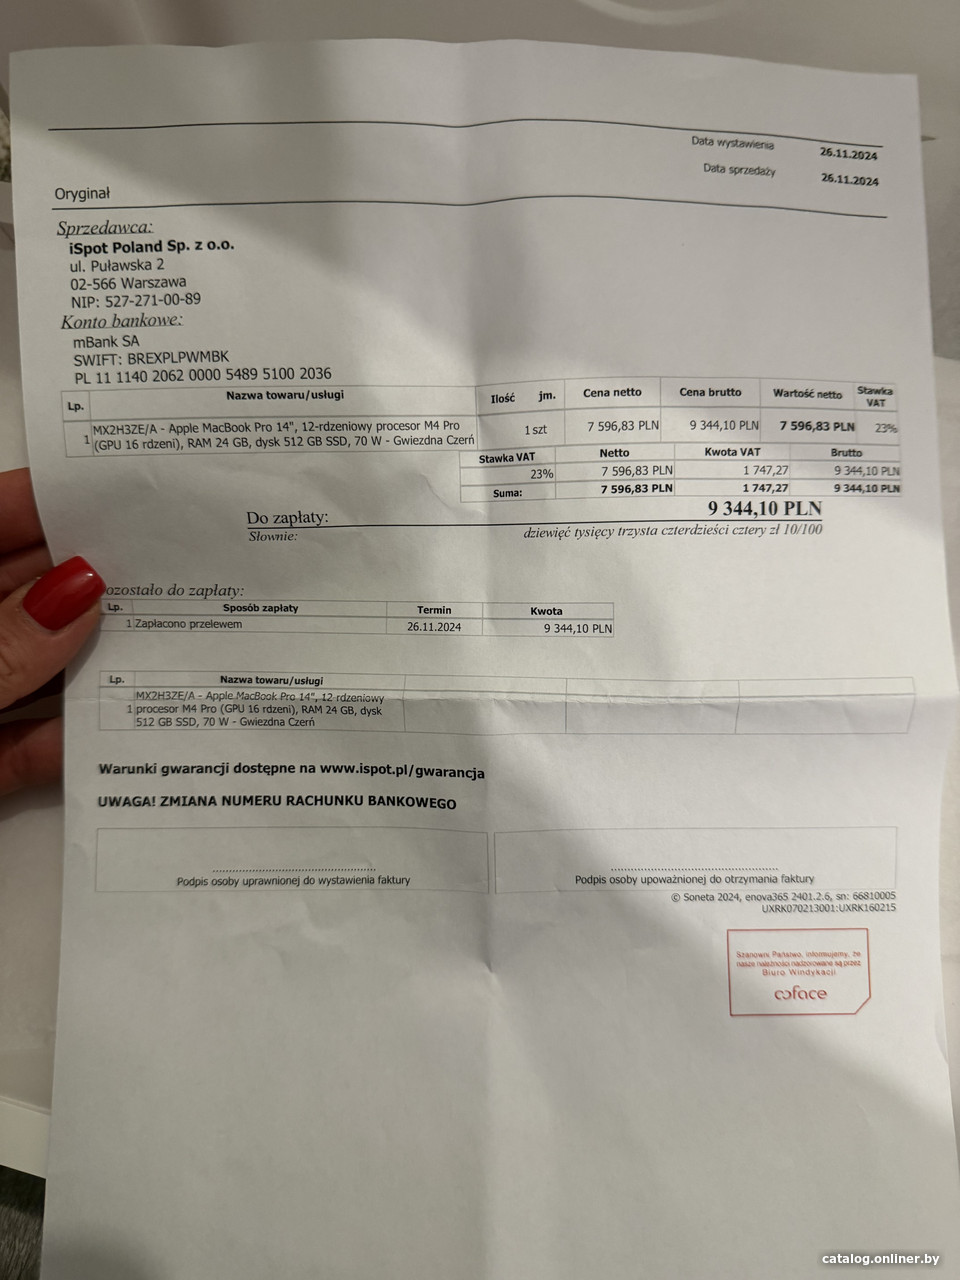 Data wystawienia 26.11.2024
Data sprzedaży 26.11.2024
Oryginał
Sprzedawca:
iSpot Poland Sp. z o.o.
ul. Puławska 2
02-566 Warszawa
NIP: 527-271-00-89
Konto bankowe:
mBank SA
SWIFT: BREXPLPWMBK
PL 11 1140 2062 0000 5489 5100 2036
Lp. Nazwa towaru/usługi Ilość jm. Cena netto Cena brutto Wartość netto Stawka VAT
1 MX2H3ZE/A - Apple MacBook Pro 14", 12-rdzeniowy procesor M4 Pro 1 szt 7 596,83 PLN 9 344,10 PLN 7 596,83 PLN 23%
(GPU 16 rdzeni), RAM 24 GB, dysk 512 GB SSD, 70 W - Gwiezdna Czerń
Stawka VAT Netto Kwota VAT Brutto
23% 7 596,83 PLN 1 747,27 9 344,10 PLN
Suma: 7 596,83 PLN 1 747,27 9 344,10 PLN
Do zapłaty: 9 344,10 PLN
Słownie: dziewięć tysięcy trzysta czterdzieści cztery zł 10/100
ozostało do zapłaty:
Lp. Sposób zapłaty Termin Kwota
1 Zapłacono przelewem 26.11.2024 9 344,10 PLN
Lp. Nazwa towaru/usługi
MX2H3ZE/A - Apple MacBook Pro 14", 12-rdzeniowy
1 procesor M4 Pro (GPU 16 rdzeni), RAM 24 GB, dysk
512 GB SSD, 70 W - Gwiezdna Czerń
Warunki gwarancji dostępne na www.ispot.pl/gwarancja
UWAGA! ZMIANA NUMERU RACHUNKU BANKOWEGO
Podpis osoby uprawnionej do wystawienia faktury
Podpis osoby upoważnionej do otrzymania faktury
© Soneta 2024, enova365 2401.2.6, sn: 66810005
UXRK070213001:UXRK160215
Szanowni Państwo, informujemy, że
nasze należności nadzorowane są przez
Biuro Windykacji
coface
catalog.onliner.by